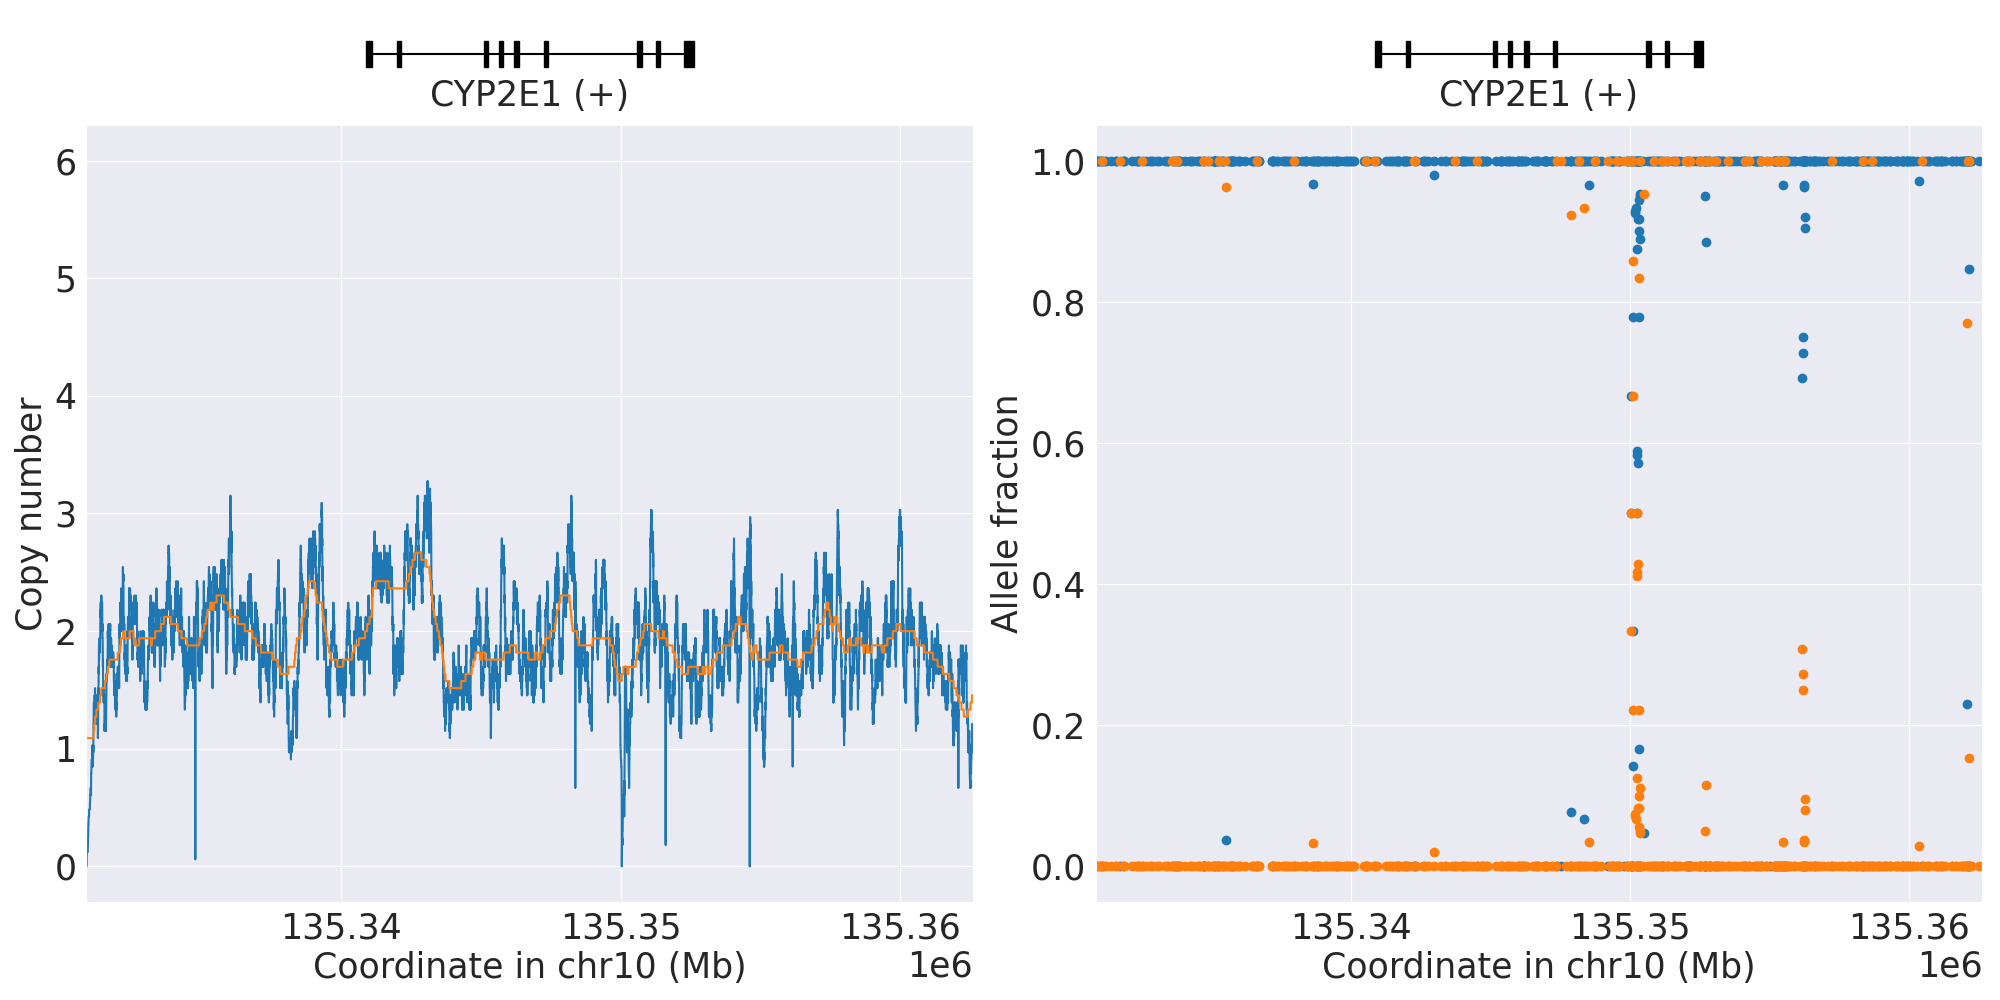 CYP2E1 (+)
6
5
4
3
2
1
0
Copy number
135.34 135.35 135.36
Coordinate in chr10 (Mb)
1e6
CYP2E1 (+)
1.0
0.8
0.6
0.4
0.2
0.0
Allele fraction
135.34 135.35 135.36
Coordinate in chr10 (Mb)
1e6